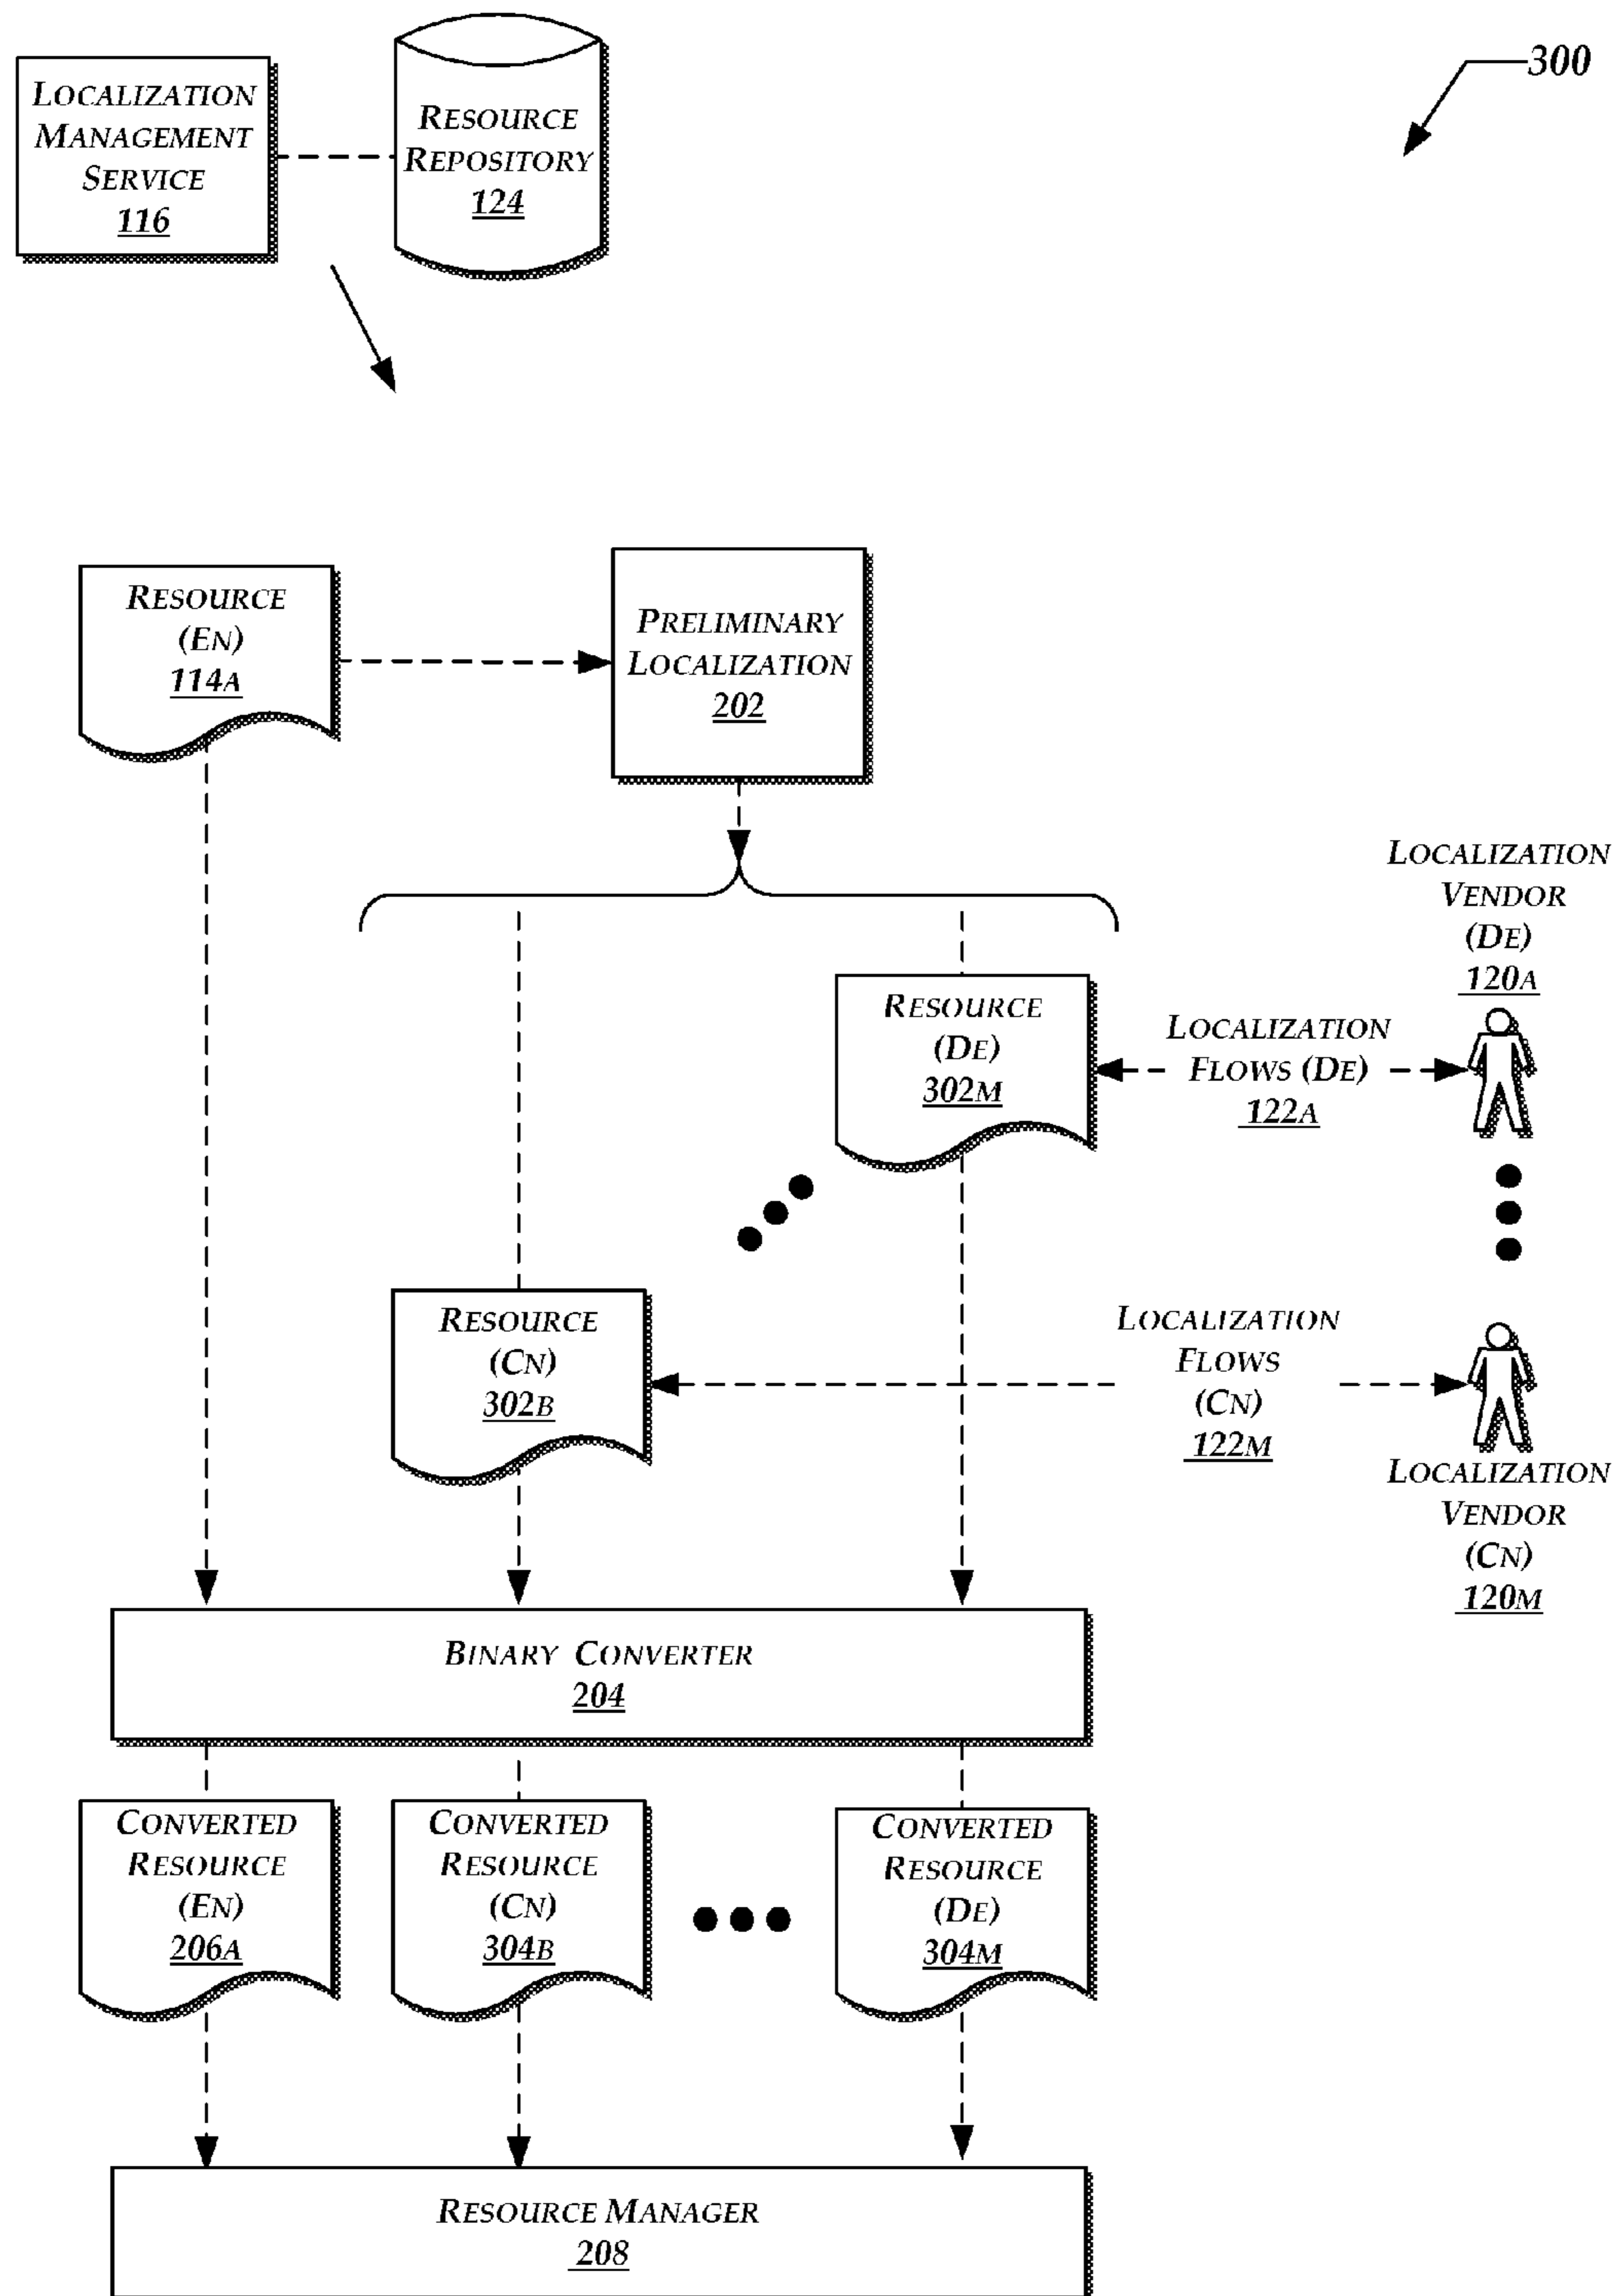 LOCALIZATION
MANAGEMENT
SERVICE
116
RESOURCE
REPOSITORY
124
300
RESOURCE
(EN)
114A
PRELIMINARY
LOCALIZATION
202
LOCALIZATION
VENDOR
(DE)
120A
RESOURCE
(DE)
302M
LOCALIZATION
FLOWS (DE)
122A
RESOURCE
(CN)
302B
LOCALIZATION
FLOWS
(CN)
122M
LOCALIZATION
VENDOR
(CN)
120M
BINARY CONVERTER
204
CONVERTED
RESOURCE
(EN)
206A
CONVERTED
RESOURCE
(CN)
304B
CONVERTED
RESOURCE
(DE)
304M
RESOURCE MANAGER
208